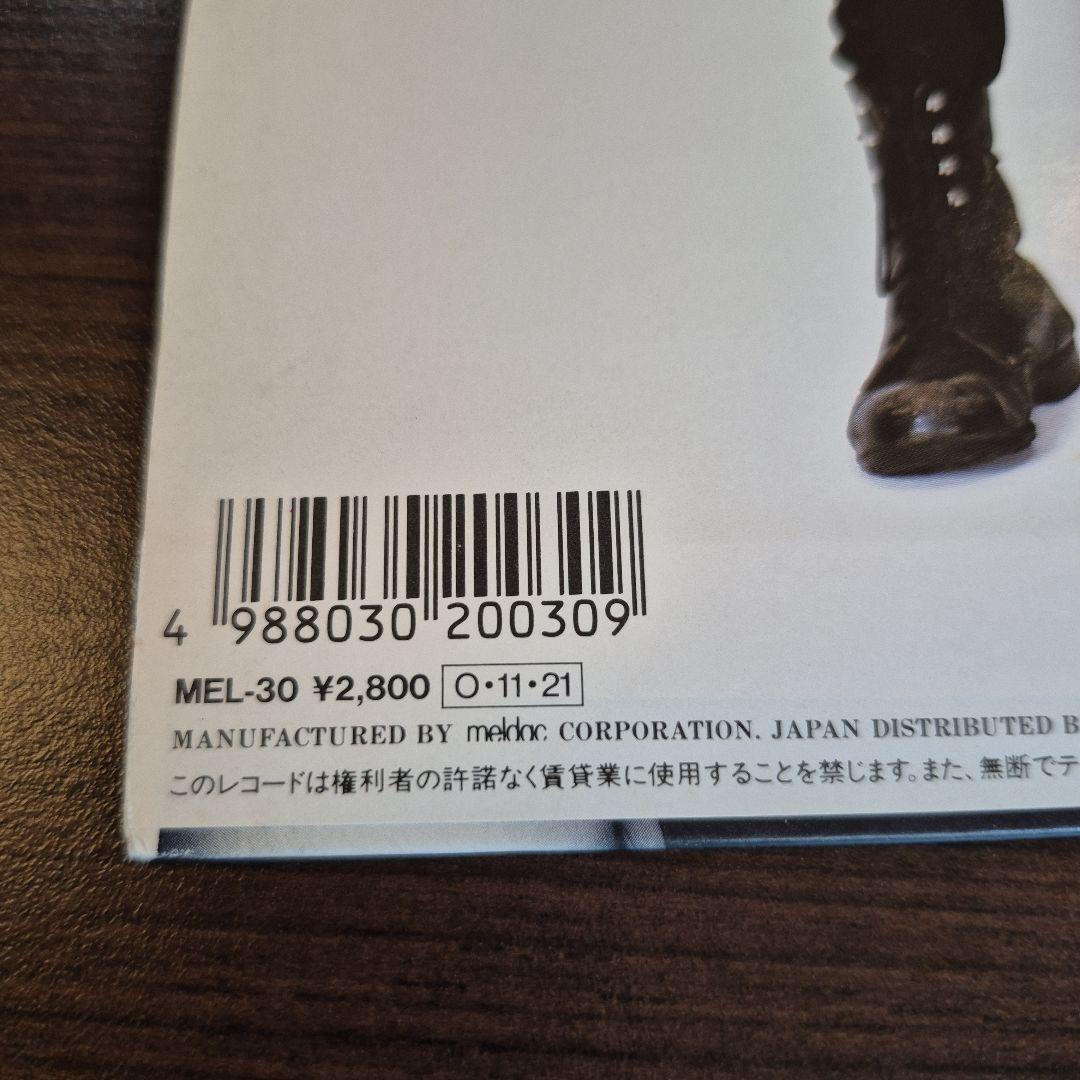 4 988030 200309
MEL-30 ¥2,800 O・11・21
MANUFACTURED BY meldac CORPORATION. JAPAN DISTRIBUTED B
このレコードは権利者の許諾なく賃貸業に使用することを禁じます。また、無断でテ